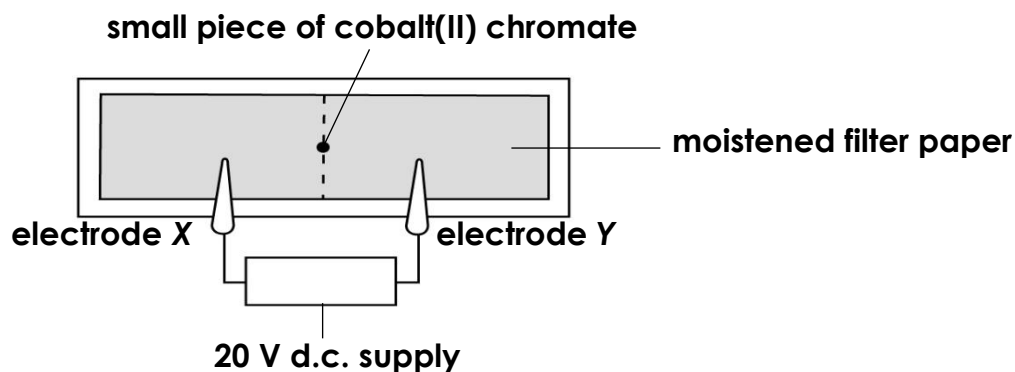 small piece of cobalt(II) chromate
moistened filter paper
electrode X
electrode Y
20 V d.c. supply